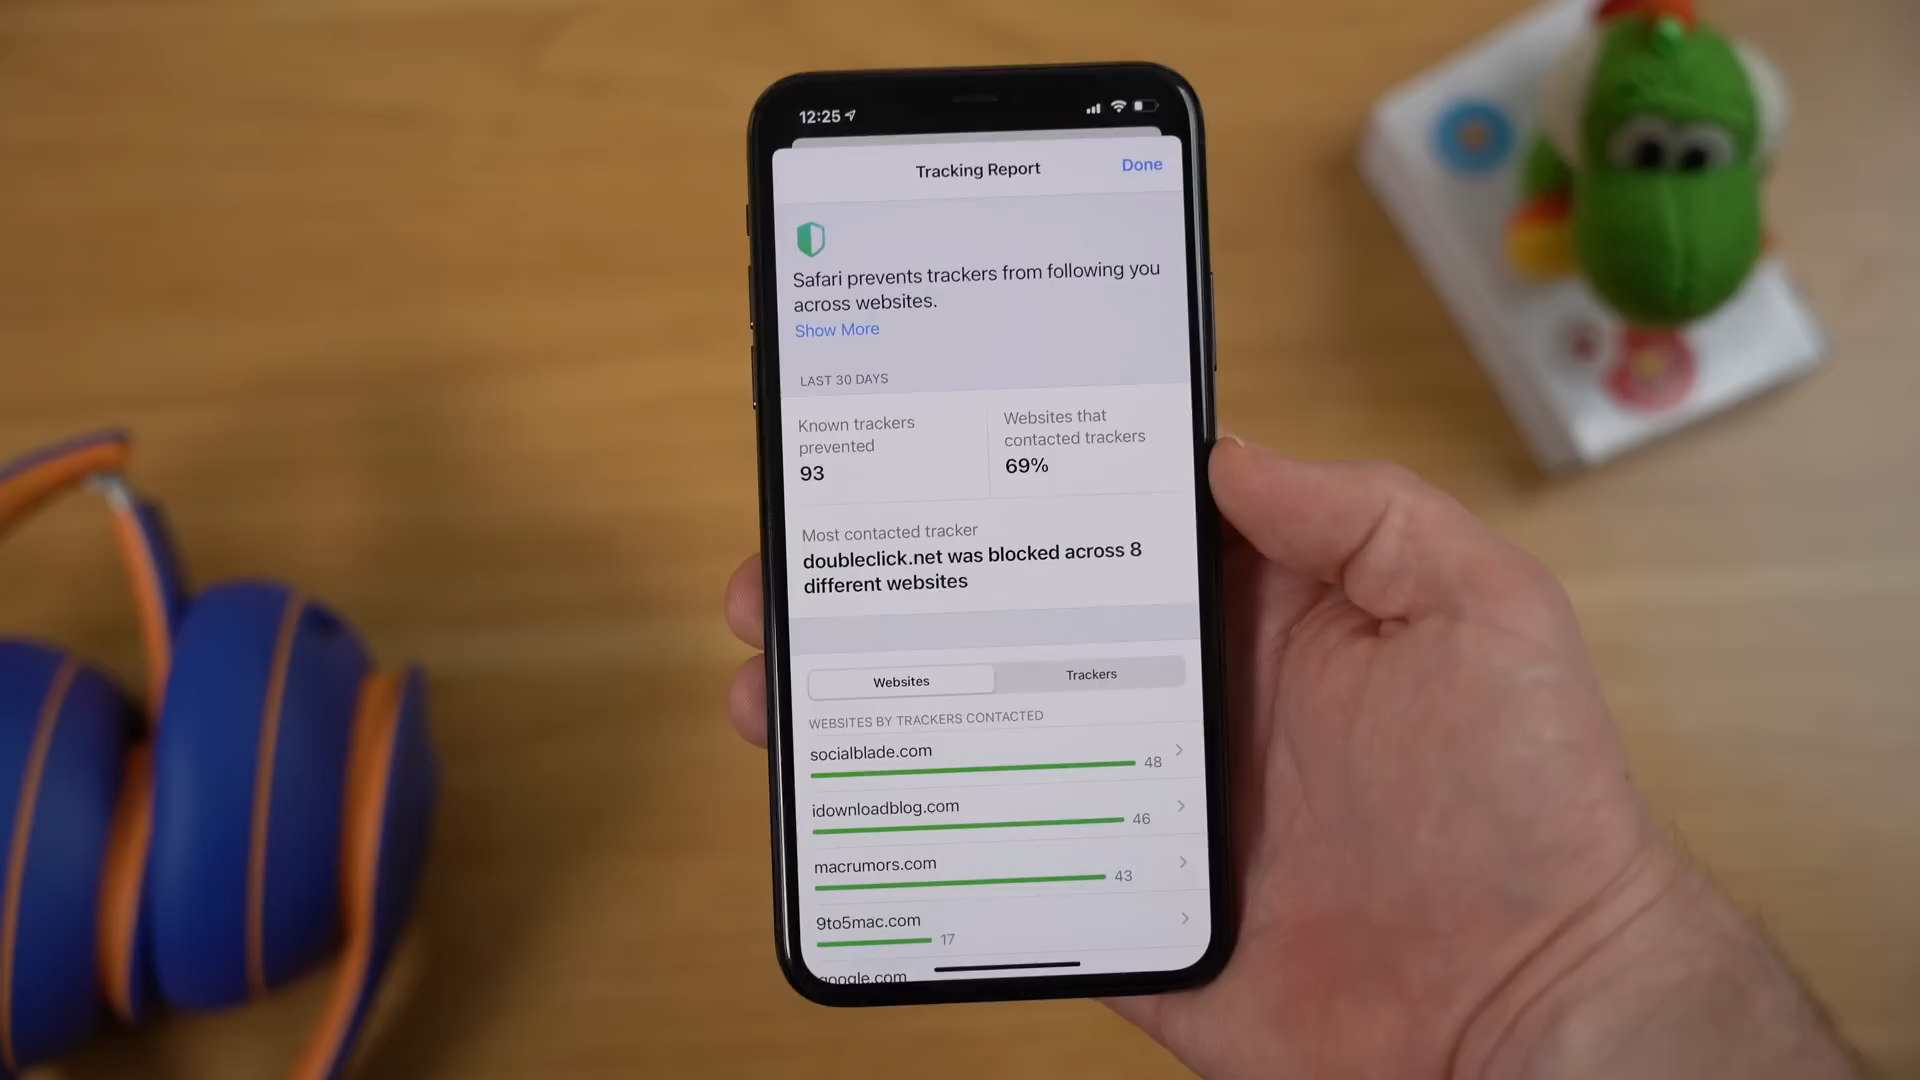 12:25
Tracking Report
Done
Safari prevents trackers from following you
across websites.
Show More
LAST 30 DAYS
Known trackers
prevented
93
Websites that
contacted trackers
69%
Most contacted tracker
doubleclick.net was blocked across 8
different websites
Websites
Trackers
WEBSITES BY TRACKERS CONTACTED
socialblade.com
48
idownloadblog.com
46
macrumors.com
43
9to5mac.com
17
google.com